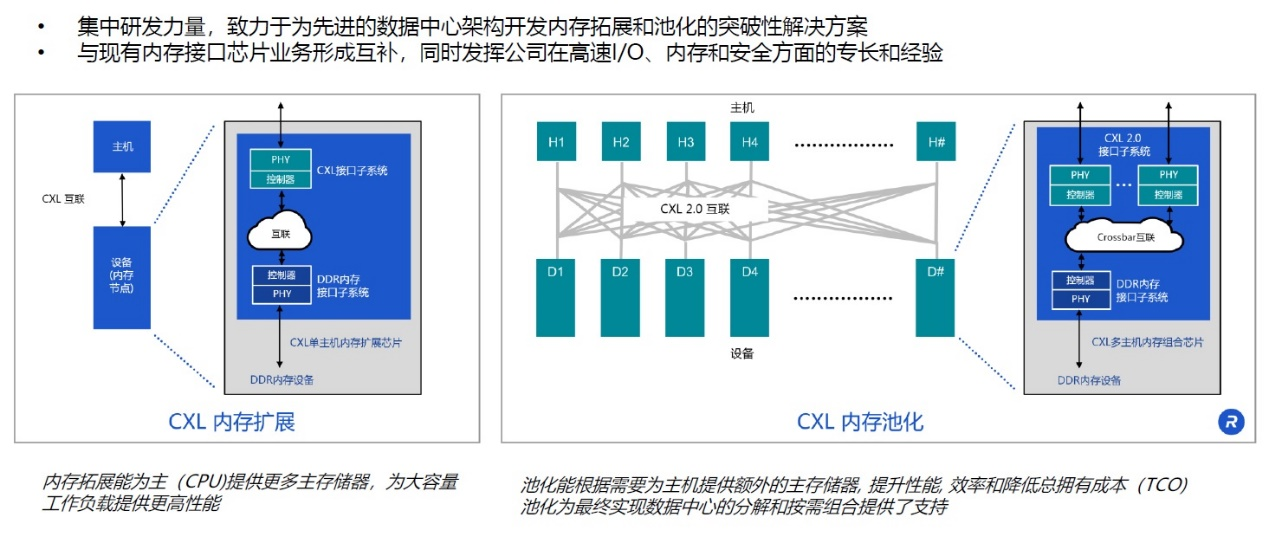 • 集中研发力量，致力于为先进的数据中心架构开发内存拓展和池化的突破性解决方案
• 与现有内存接口芯片业务形成互补，同时发挥公司在高速I/O、内存和安全方面的专长和经验
主机
CXL 互联
设备
(内存
节点)
PHY
控制器
CXL接口子系统
互联
控制器
PHY
DDR内存
接口子系统
CXL单主机内存扩展芯片
DDR内存设备
CXL 内存扩展
主机
H1 H2 H3 H4 H#
CXL 2.0 互联
D1 D2 D3 D4 D#
设备
CXL 2.0
接口子系统
PHY ... PHY
控制器 控制器
Crossbar互联
控制器
PHY
DDR内存
接口子系统
CXL多主机内存组合芯片
DDR内存设备
CXL 内存池化
R
内存拓展能为主（CPU)提供更多主存储器，为大容量
工作负载提供更高性能
池化能根据需要为主机提供额外的主存储器, 提升性能, 效率和降低总拥有成本（TCO）
池化为最终实现数据中心的分解和按需组合提供了支持